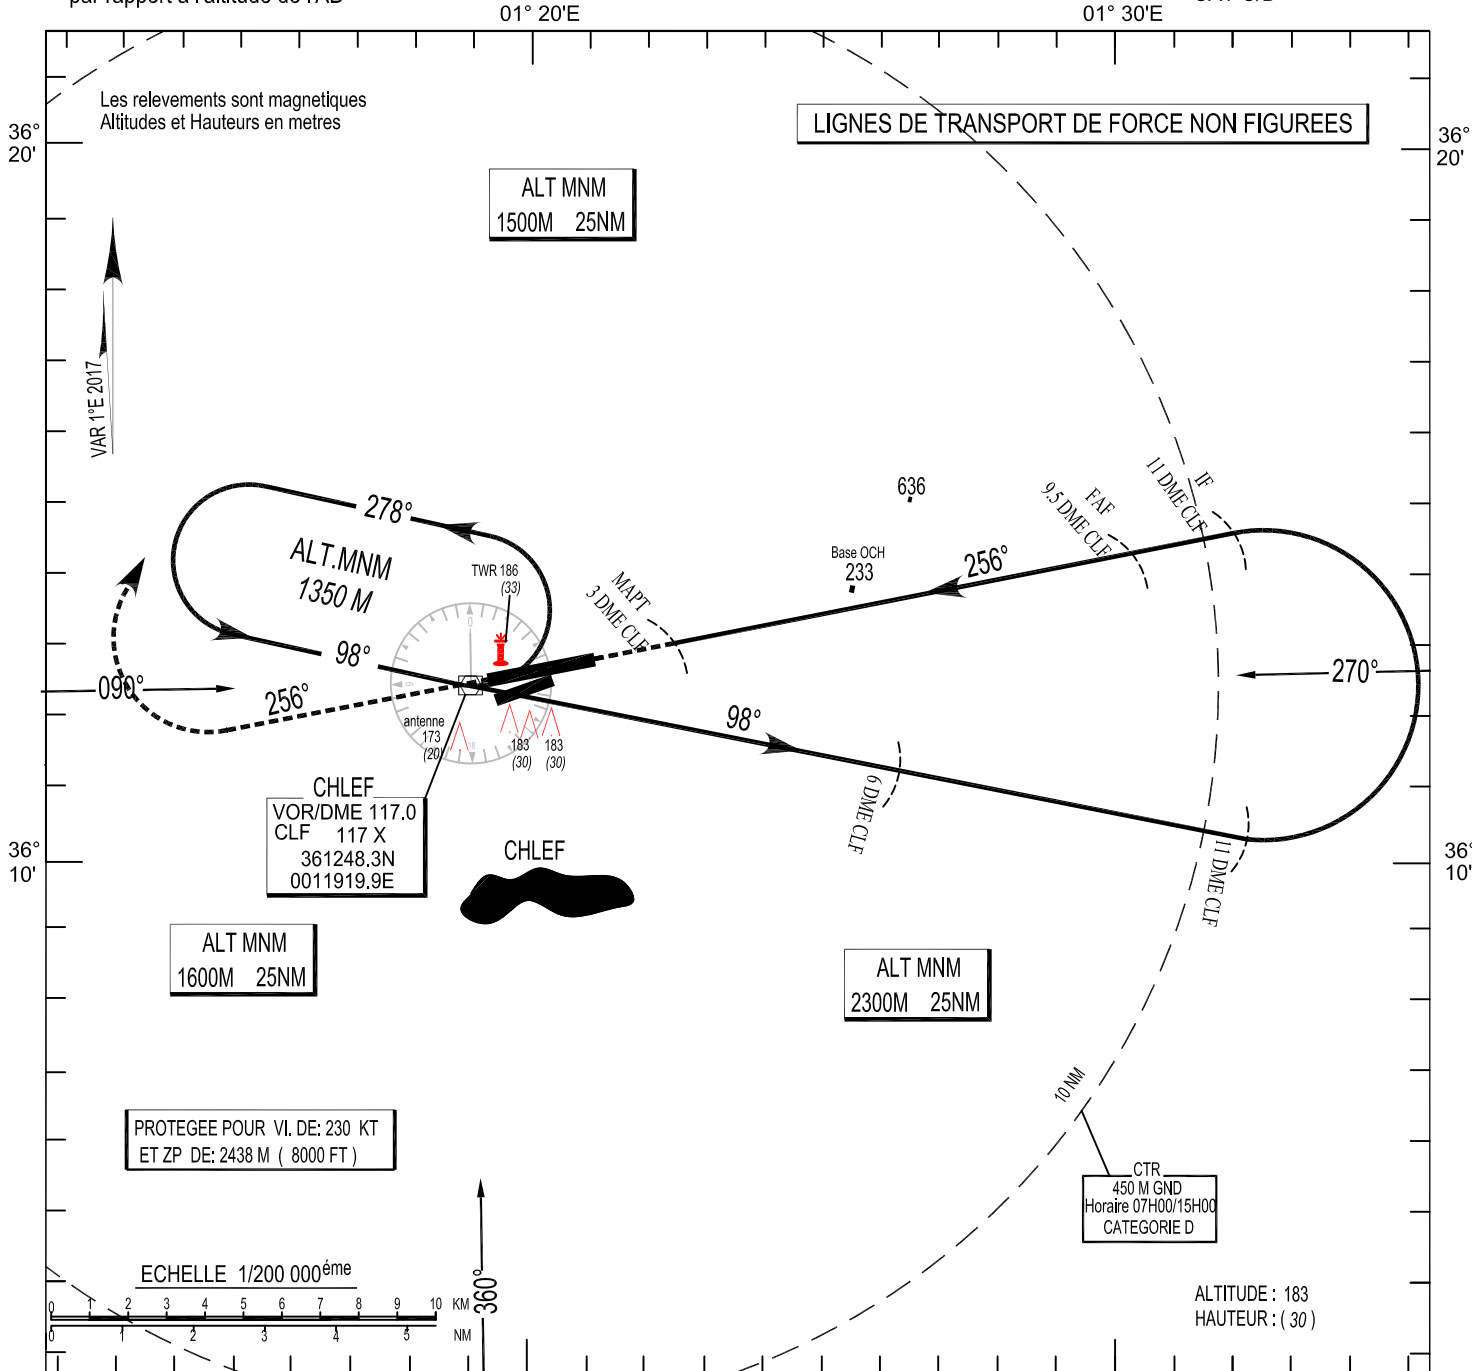 01° 20'E
01° 30'E
Les relevements sont magnetiques
Altitudes et Hauteurs en metres
LIGNES DE TRANSPORT DE FORCE NON FIGUREES
36°
20'
36°
20'
ALT MNM
1500M 25NM
VAR 1°E 2017
278°
ALT.MNM
1350 M
TWR 186
(33)
98°
090°
256°
636
Base OCH
233
MAPT
3 DME CLF
256°
FAF
9.5 DME CLF
IF
11 DME CLF
270°
0
9
18
antenne
173
(20)
183
(30)
183
(30)
98°
6 DME CLF
11 DME CLF
CHLEF
VOR/DME 117.0
CLF 117 X
361248.3N
0011919.9E
CHLEF
36°
10'
36°
10'
ALT MNM
1600M 25NM
ALT MNM
2300M 25NM
10 NM
PROTEGEE POUR VI. DE: 230 KT
ET ZP DE: 2438 M ( 8000 FT )
CTR
450 M GND
Horaire 07H00/15H00
CATEGORIE D
ECHELLE 1/200 000éme
0 1 2 3 4 5 6 7 8 9 10 KM
0 1 2 3 4 5 NM
360°
ALTITUDE : 183
HAUTEUR : ( 30 )